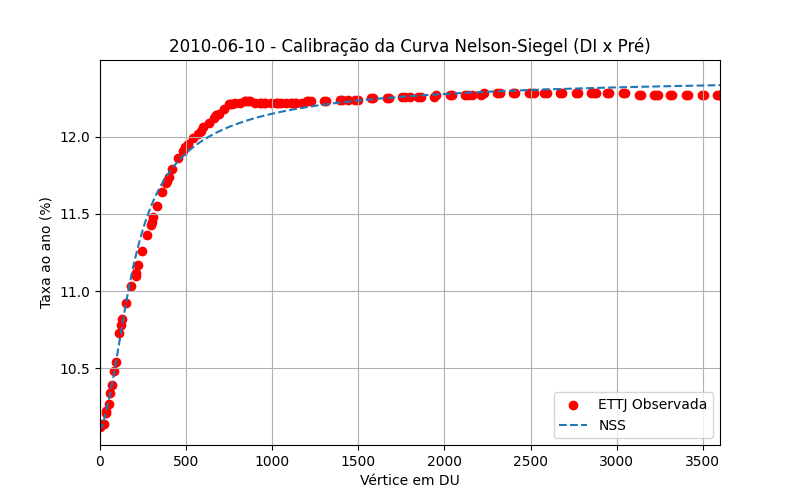 2010-06-10 - Calibração da Curva Nelson-Siegel (DI x Pré)
Taxa ao ano (%)
12.0
11.5
11.0
10.5
ETTJ Observada
NSS
0 500 1000 1500 2000 2500 3000 3500
Vértice em DU